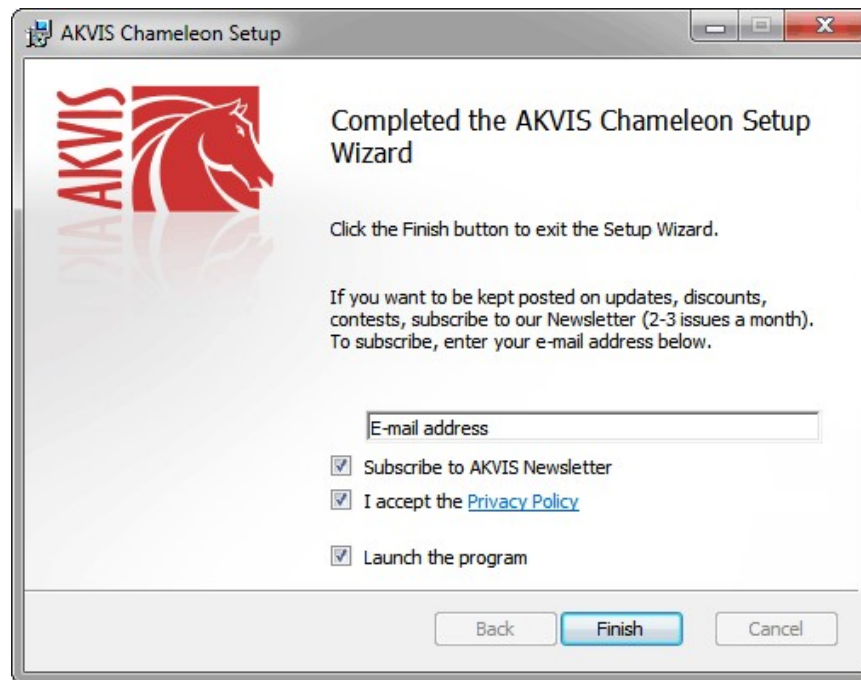 AKVIS Chameleon Setup
AKVIS
Completed the AKVIS Chameleon Setup
Wizard
Click the Finish button to exit the Setup Wizard.
If you want to be kept posted on updates, discounts,
contests, subscribe to our Newsletter (2-3 issues a month).
To subscribe, enter your e-mail address below.
E-mail address
Subscribe to AKVIS Newsletter
I accept the Privacy Policy
Launch the program
Back Finish Cancel